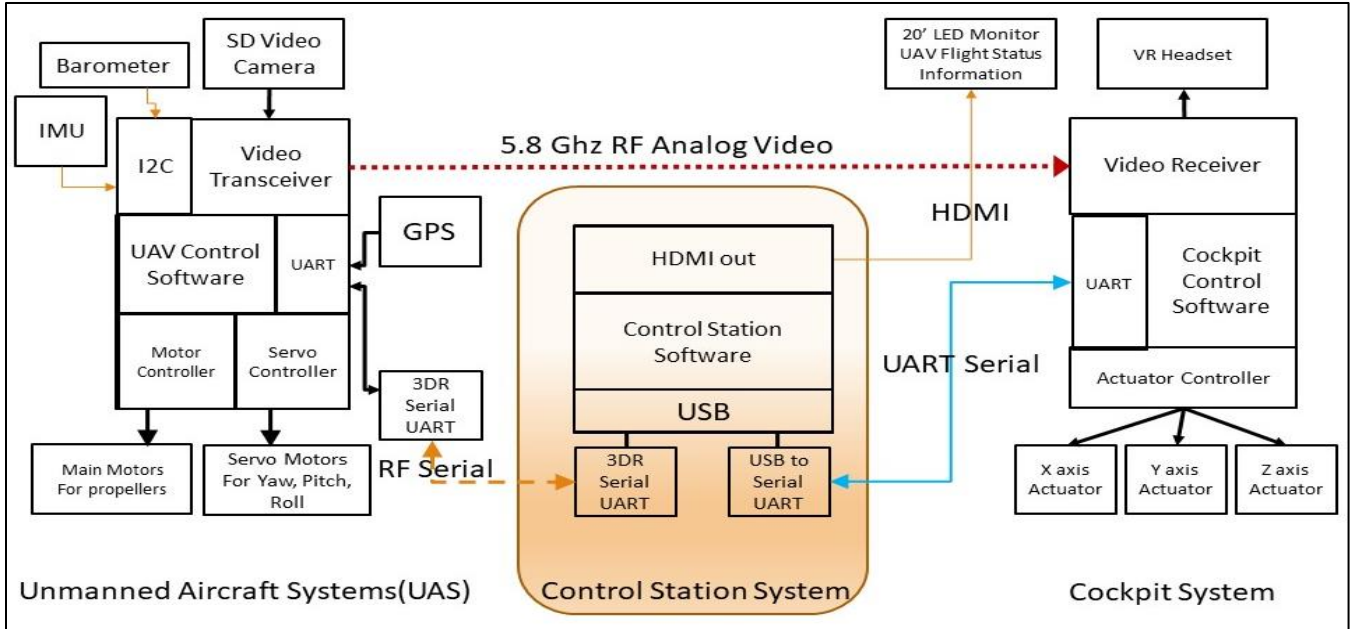 Barometer
SD Video
Camera
IMU
I2C
Video
Transceiver
UAV Control
Software
UART
GPS
Motor
Controller
Servo
Controller
3DR
Serial
UART
Main Motors
For propellers
Servo Motors
For Yaw, Pitch,
Roll
RF Serial
Unmanned Aircraft Systems(UAS)
5.8 Ghz RF Analog Video
HDMI out
Control Station
Software
USB
3DR
Serial
UART
USB to
Serial
UART
Control Station System
20' LED Monitor
UAV Flight Status
Information
HDMI
UART Serial
VR Headset
Video Receiver
UART
Cockpit
Control
Software
Actuator Controller
X axis
Actuator
Y axis
Actuator
Z axis
Actuator
Cockpit System